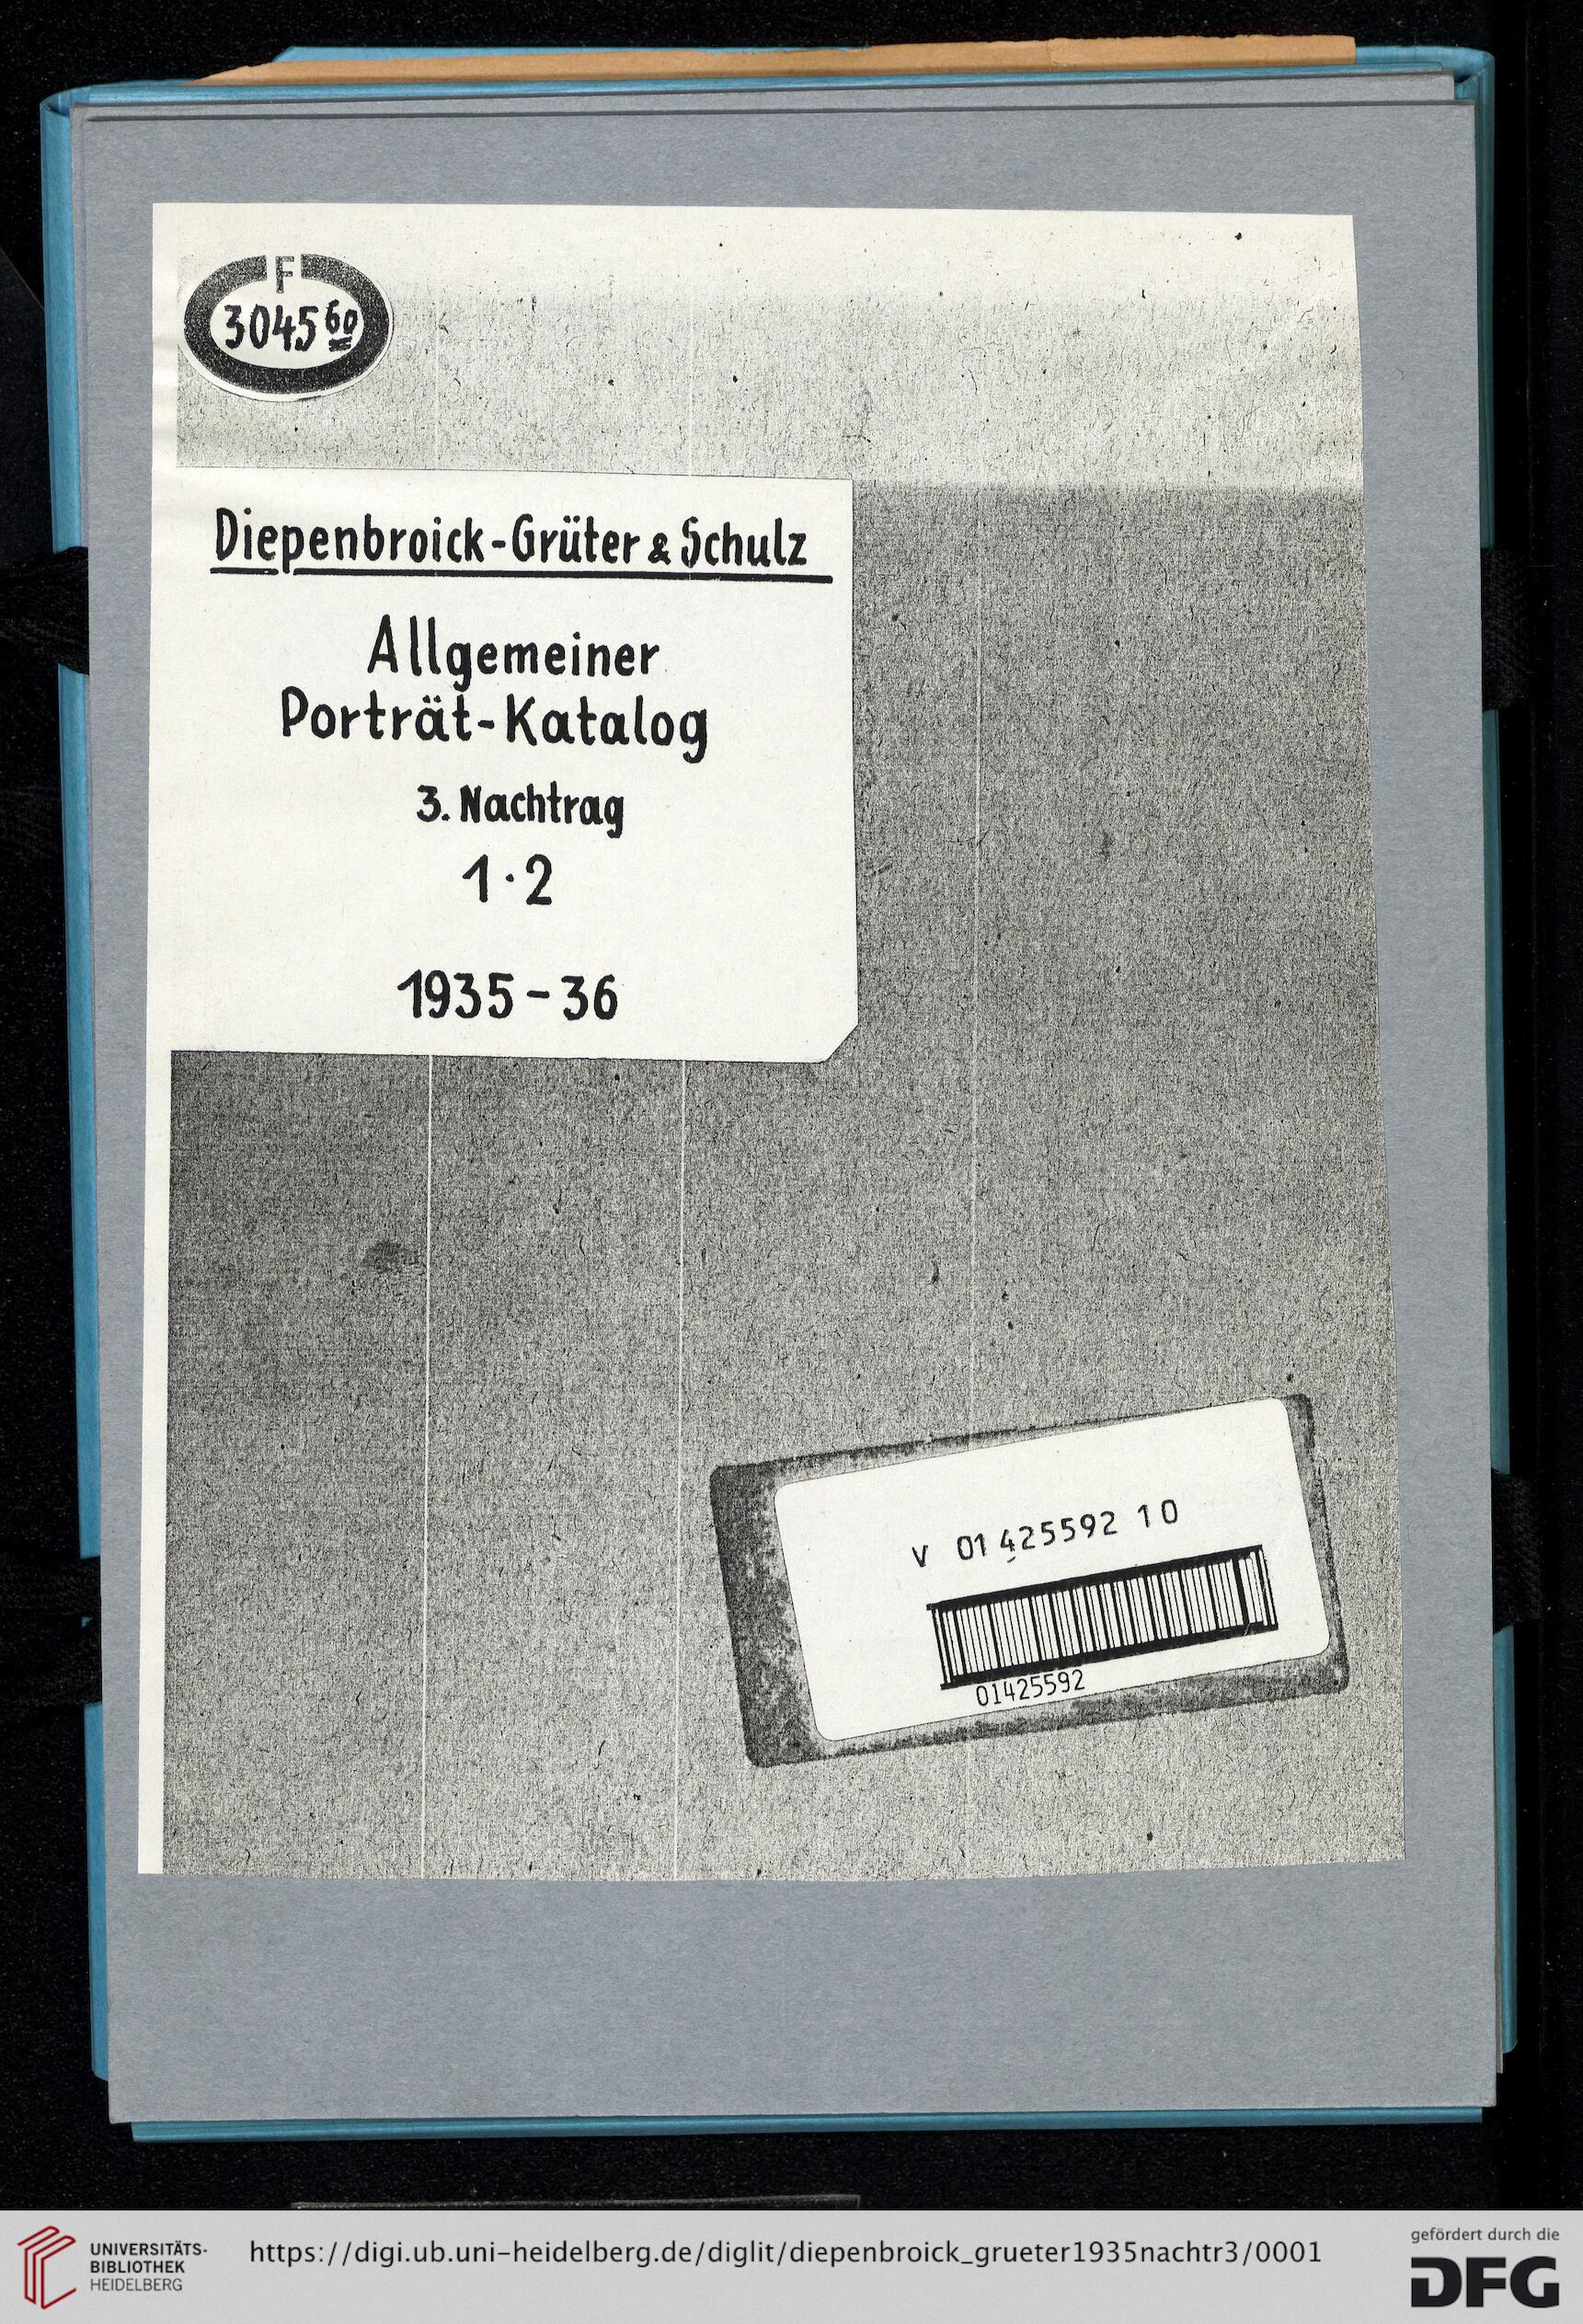 F
3045 60
Diepenbroick-Grüter & Schulz
Allgemeiner
Porträt-Katalog
3. Nachtrag
1·2
1935-36
V 01 425592 10
01425592
UNIVERSITÄTS-
BIBLIOTHEK
HEIDELBERG
https://digi.ub.uni-heidelberg.de/diglit/diepenbroick_grueter1935nachtr3/0001
gefördert durch die
DFG